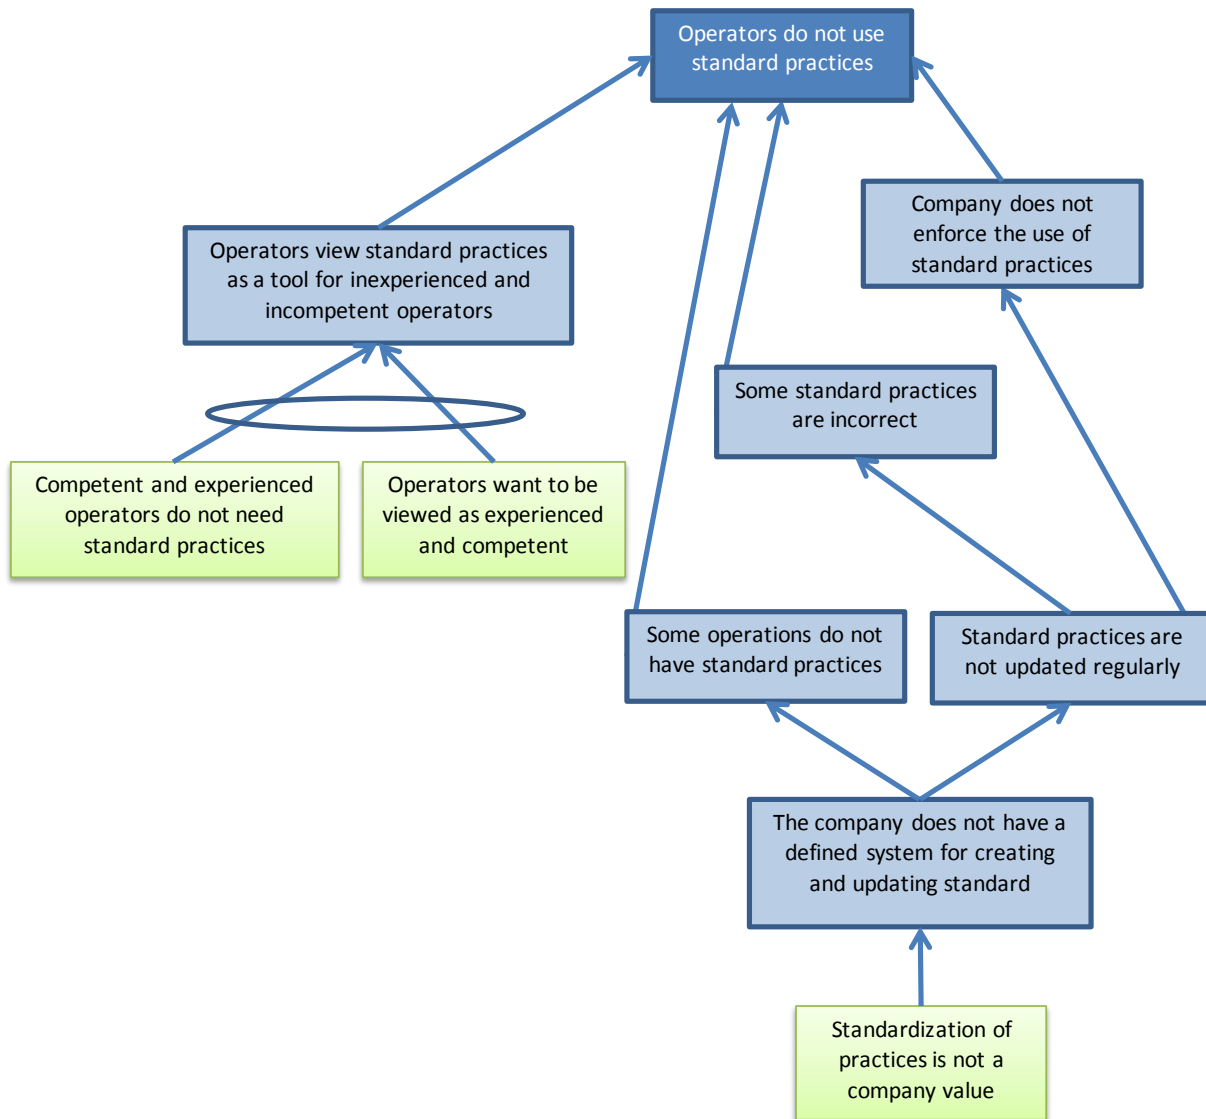 Operators do not use
standard practices
Company does not
enforce the use of
standard practices
Operators view standard practices
as a tool for inexperienced and
incompetent operators
Some standard practices
are incorrect
Competent and experienced
operators do not need
standard practices
Operators want to be
viewed as experienced
and competent
Some operations do not
have standard practices
Standard practices are
not updated regularly
The company does not have a
defined system for creating
and updating standard
Standardization of
practices is not a
company value